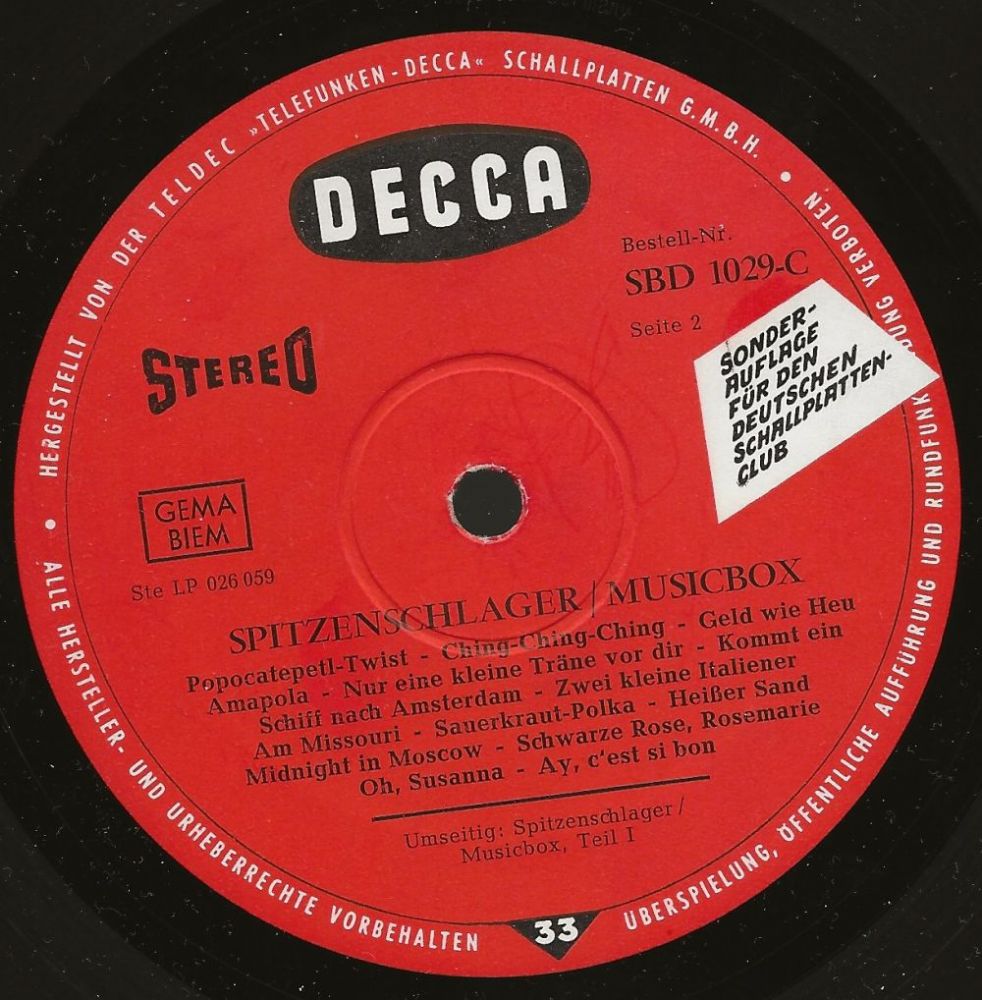 HERGESTELLT VON DER TELDEC »TELEFUNKEN-DECCA« SCHALLPLATTEN G.M.B.H. •
DECCA
Bestell-Nr.
SBD 1029-C
Seite 2
STEREO
SONDER-
AUFLAGE
FÜR DEN
DEUTSCHEN
SCHALLPLATTEN-
CLUB
GEMA
BIEM
Ste LP 026 059
SPITZENSCHLAGER / MUSICBOX
Popocatepetl-Twist - Ching-Ching-Ching - Geld wie Heu
Amapola - Nur eine kleine Träne vor dir - Kommt ein
Schiff nach Amsterdam - Zwei kleine Italiener
Am Missouri - Sauerkraut-Polka - Heißer Sand
Midnight in Moscow - Schwarze Rose, Rosemarie
Oh, Susanna - Ay, c'est si bon
Umseitig: Spitzenschlager /
Musicbox, Teil I
• ALLE HERSTELLER- UND URHEBERRECHTE VORBEHALTEN
33
ÜBERSPIELUNG, ÖFFENTLICHE AUFFÜHRUNG UND RUNDFUNK DUNG VERBOTEN